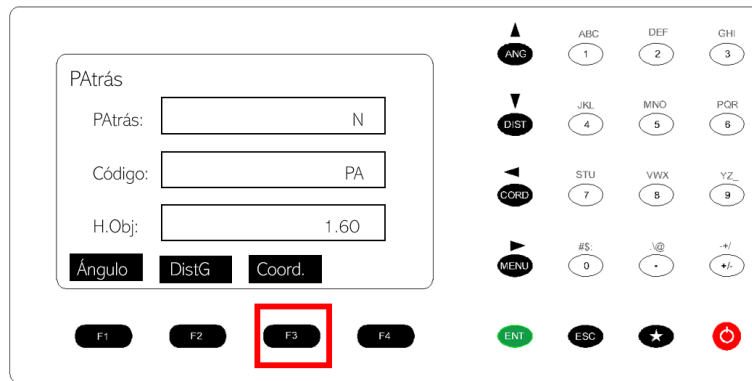 PAtrás
PAtrás: N
Código: PA
H.Obj: 1.60
Ángulo DistG Coord.
F1 F2 F3 F4
ABC DEF GHI
ANG 1 2 3
JKL MNO PQR
DIST 4 5 6
STU VWX YZ_
CORD 7 8 9
#$: .\@ -+/
MENU 0 - +/-
ENT ESC